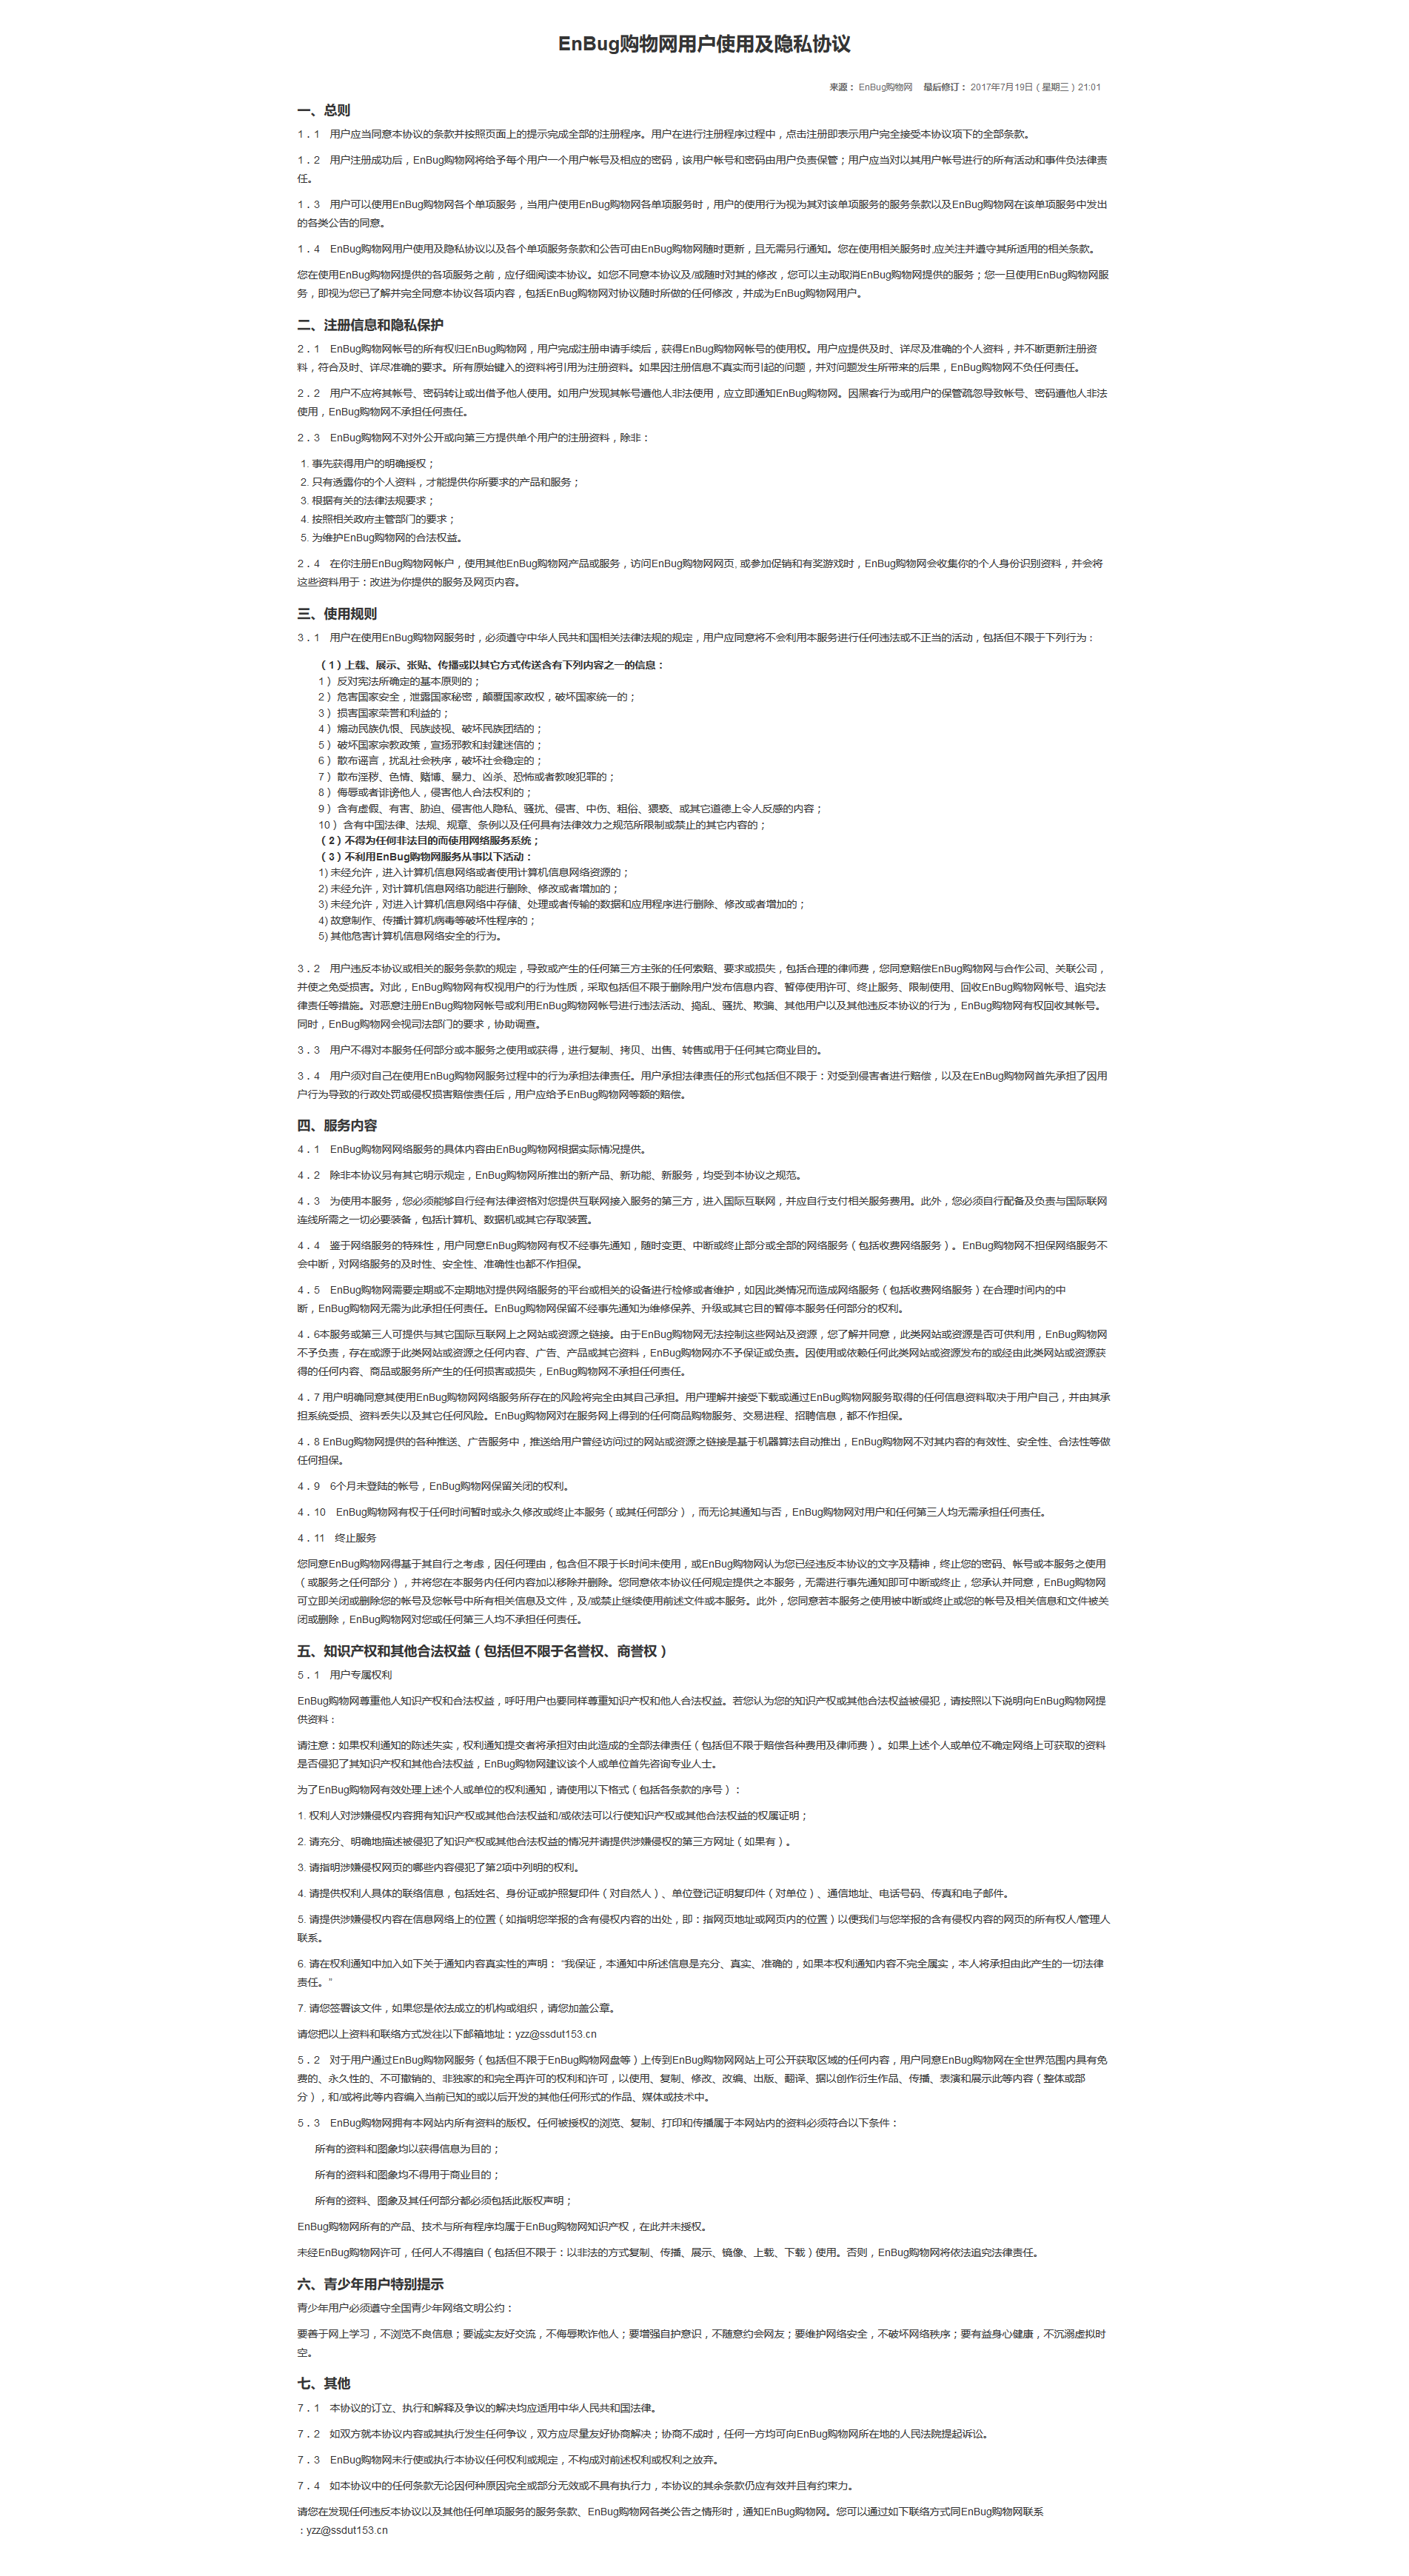 EnBug购物网用户使用及隐私协议
来源： EnBug购物网 最后修订： 2017年7月19日（星期三）21:01
一、总则
1．1 用户应当同意本协议的条款并按照页面上的提示完成全部的注册程序。用户在进行注册程序过程中，点击注册即表示用户完全接受本协议项下的全部条款。
1．2 用户注册成功后，EnBug购物网将给予每个用户一个用户帐号及相应的密码，该用户帐号和密码由用户负责保管；用户应当对以其用户帐号进行的所有活动和事件负法律责
任。
1．3 用户可以使用EnBug购物网各个单项服务，当用户使用EnBug购物网各单项服务时，用户的使用行为视为其对该单项服务的服务条款以及EnBug购物网在该单项服务中发出
的各类公告的同意。
1．4 EnBug购物网用户使用及隐私协议以及各个单项服务条款和公告可由EnBug购物网随时更新，且无需另行通知。您在使用相关服务时,应关注并遵守其所适用的相关条款。
您在使用EnBug购物网提供的各项服务之前，应仔细阅读本协议。如您不同意本协议及/或随时对其的修改，您可以主动取消EnBug购物网提供的服务；您一旦使用EnBug购物网服
务，即视为您已了解并完全同意本协议各项内容，包括EnBug购物网对协议随时所做的任何修改，并成为EnBug购物网用户。
二、注册信息和隐私保护
2．1 EnBug购物网帐号的所有权归EnBug购物网，用户完成注册申请手续后，获得EnBug购物网帐号的使用权。用户应提供及时、详尽及准确的个人资料，并不断更新注册资
料，符合及时、详尽准确的要求。所有原始键入的资料将引用为注册资料。如果因注册信息不真实而引起的问题，并对问题发生所带来的后果，EnBug购物网不负任何责任。
2．2 用户不应将其帐号、密码转让或出借予他人使用。如用户发现其帐号遭他人非法使用，应立即通知EnBug购物网。因黑客行为或用户的保管疏忽导致帐号、密码遭他人非法
使用，EnBug购物网不承担任何责任。
2．3 EnBug购物网不对外公开或向第三方提供单个用户的注册资料，除非：
1. 事先获得用户的明确授权；
2. 只有透露你的个人资料，才能提供你所要求的产品和服务；
3. 根据有关的法律法规要求；
4. 按照相关政府主管部门的要求；
5. 为维护EnBug购物网的合法权益。
2．4 在你注册EnBug购物网帐户，使用其他EnBug购物网产品或服务，访问EnBug购物网网页, 或参加促销和有奖游戏时，EnBug购物网会收集你的个人身份识别资料，并会将
这些资料用于：改进为你提供的服务及网页内容。
三、使用规则
3．1 用户在使用EnBug购物网服务时，必须遵守中华人民共和国相关法律法规的规定，用户应同意将不会利用本服务进行任何违法或不正当的活动，包括但不限于下列行为：
（1）上载、展示、张贴、传播或以其它方式传送含有下列内容之一的信息：
1） 反对宪法所确定的基本原则的；
2） 危害国家安全，泄露国家秘密，颠覆国家政权，破坏国家统一的；
3） 损害国家荣誉和利益的；
4） 煽动民族仇恨、民族歧视、破坏民族团结的；
5） 破坏国家宗教政策，宣扬邪教和封建迷信的；
6） 散布谣言，扰乱社会秩序，破坏社会稳定的；
7） 散布淫秽、色情、赌博、暴力、凶杀、恐怖或者教唆犯罪的；
8） 侮辱或者诽谤他人，侵害他人合法权利的；
9） 含有虚假、有害、胁迫、侵害他人隐私、骚扰、侵害、中伤、粗俗、猥亵、或其它道德上令人反感的内容；
10） 含有中国法律、法规、规章、条例以及任何具有法律效力之规范所限制或禁止的其它内容的；
（2）不得为任何非法目的而使用网络服务系统；
（3）不利用EnBug购物网服务从事以下活动：
1) 未经允许，进入计算机信息网络或者使用计算机信息网络资源的；
2) 未经允许，对计算机信息网络功能进行删除、修改或者增加的；
3) 未经允许，对进入计算机信息网络中存储、处理或者传输的数据和应用程序进行删除、修改或者增加的；
4) 故意制作、传播计算机病毒等破坏性程序的；
5) 其他危害计算机信息网络安全的行为。
3．2 用户违反本协议或相关的服务条款的规定，导致或产生的任何第三方主张的任何索赔、要求或损失，包括合理的律师费，您同意赔偿EnBug购物网与合作公司、关联公司，
并使之免受损害。对此，EnBug购物网有权视用户的行为性质，采取包括但不限于删除用户发布信息内容、暂停使用许可、终止服务、限制使用、回收EnBug购物网帐号、追究法
律责任等措施。对恶意注册EnBug购物网帐号或利用EnBug购物网帐号进行违法活动、捣乱、骚扰、欺骗、其他用户以及其他违反本协议的行为，EnBug购物网有权回收其帐号。
同时，EnBug购物网会视司法部门的要求，协助调查。
3．3 用户不得对本服务任何部分或本服务之使用或获得，进行复制、拷贝、出售、转售或用于任何其它商业目的。
3．4 用户须对自己在使用EnBug购物网服务过程中的行为承担法律责任。用户承担法律责任的形式包括但不限于：对受到侵害者进行赔偿，以及在EnBug购物网首先承担了因用
户行为导致的行政处罚或侵权损害赔偿责任后，用户应给予EnBug购物网等额的赔偿。
四、服务内容
4．1 EnBug购物网网络服务的具体内容由EnBug购物网根据实际情况提供。
4．2 除非本协议另有其它明示规定，EnBug购物网所推出的新产品、新功能、新服务，均受到本协议之规范。
4．3 为使用本服务，您必须能够自行经有法律资格对您提供互联网接入服务的第三方，进入国际互联网，并应自行支付相关服务费用。此外，您必须自行配备及负责与国际联网
连线所需之一切必要装备，包括计算机、数据机或其它存取装置。
4．4 鉴于网络服务的特殊性，用户同意EnBug购物网有权不经事先通知，随时变更、中断或终止部分或全部的网络服务（包括收费网络服务）。EnBug购物网不担保网络服务不
会中断，对网络服务的及时性、安全性、准确性也都不作担保。
4．5 EnBug购物网需要定期或不定期地对提供网络服务的平台或相关的设备进行检修或者维护，如因此类情况而造成网络服务（包括收费网络服务）在合理时间内的中
断，EnBug购物网无需为此承担任何责任。EnBug购物网保留不经事先通知为维修保养、升级或其它目的暂停本服务任何部分的权利。
4．6本服务或第三人可提供与其它国际互联网上之网站或资源之链接。由于EnBug购物网无法控制这些网站及资源，您了解并同意，此类网站或资源是否可供利用，EnBug购物网
不予负责，存在或源于此类网站或资源之任何内容、广告、产品或其它资料，EnBug购物网亦不予保证或负责。因使用或依赖任何此类网站或资源发布的或经由此类网站或资源获
得的任何内容、商品或服务所产生的任何损害或损失，EnBug购物网不承担任何责任。
4．7 用户明确同意其使用EnBug购物网网络服务所存在的风险将完全由其自己承担。用户理解并接受下载或通过EnBug购物网服务取得的任何信息资料取决于用户自己，并由其承
担系统受损、资料丢失以及其它任何风险。EnBug购物网对在服务网上得到的任何商品购物服务、交易进程、招聘信息，都不作担保。
4．8 EnBug购物网提供的各种推送、广告服务中，推送给用户曾经访问过的网站或资源之链接是基于机器算法自动推出，EnBug购物网不对其内容的有效性、安全性、合法性等做
任何担保。
4．9 6个月未登陆的帐号，EnBug购物网保留关闭的权利。
4．10 EnBug购物网有权于任何时间暂时或永久修改或终止本服务（或其任何部分），而无论其通知与否，EnBug购物网对用户和任何第三人均无需承担任何责任。
4．11 终止服务
您同意EnBug购物网得基于其自行之考虑，因任何理由，包含但不限于长时间未使用，或EnBug购物网认为您已经违反本协议的文字及精神，终止您的密码、帐号或本服务之使用
（或服务之任何部分），并将您在本服务内任何内容加以移除并删除。您同意依本协议任何规定提供之本服务，无需进行事先通知即可中断或终止，您承认并同意，EnBug购物网
可立即关闭或删除您的帐号及您帐号中所有相关信息及文件，及/或禁止继续使用前述文件或本服务。此外，您同意若本服务之使用被中断或终止或您的帐号及相关信息和文件被关
闭或删除，EnBug购物网对您或任何第三人均不承担任何责任。
五、知识产权和其他合法权益（包括但不限于名誉权、商誉权）
5．1 用户专属权利
EnBug购物网尊重他人知识产权和合法权益，呼吁用户也要同样尊重知识产权和他人合法权益。若您认为您的知识产权或其他合法权益被侵犯，请按照以下说明向EnBug购物网提
供资料：
请注意：如果权利通知的陈述失实，权利通知提交者将承担对由此造成的全部法律责任（包括但不限于赔偿各种费用及律师费）。如果上述个人或单位不确定网络上可获取的资料
是否侵犯了其知识产权和其他合法权益，EnBug购物网建议该个人或单位首先咨询专业人士。
为了EnBug购物网有效处理上述个人或单位的权利通知，请使用以下格式（包括各条款的序号）：
1. 权利人对涉嫌侵权内容拥有知识产权或其他合法权益和/或依法可以行使知识产权或其他合法权益的权属证明；
2. 请充分、明确地描述被侵犯了知识产权或其他合法权益的情况并请提供涉嫌侵权的第三方网址（如果有）。
3. 请指明涉嫌侵权网页的哪些内容侵犯了第2项中列明的权利。
4. 请提供权利人具体的联络信息，包括姓名、身份证或护照复印件（对自然人）、单位登记证明复印件（对单位）、通信地址、电话号码、传真和电子邮件。
5. 请提供涉嫌侵权内容在信息网络上的位置（如指明您举报的含有侵权内容的出处，即：指网页地址或网页内的位置）以便我们与您举报的含有侵权内容的网页的所有权人/管理人
联系。
6. 请在权利通知中加入如下关于通知内容真实性的声明： “我保证，本通知中所述信息是充分、真实、准确的，如果本权利通知内容不完全属实，本人将承担由此产生的一切法律
责任。”
7. 请您签署该文件，如果您是依法成立的机构或组织，请您加盖公章。
请您把以上资料和联络方式发往以下邮箱地址：yzz@ssdut153.cn
5．2 对于用户通过EnBug购物网服务（包括但不限于EnBug购物网盘等）上传到EnBug购物网网站上可公开获取区域的任何内容，用户同意EnBug购物网在全世界范围内具有免
费的、永久性的、不可撤销的、非独家的和完全再许可的权利和许可，以使用、复制、修改、改编、出版、翻译、据以创作衍生作品、传播、表演和展示此等内容（整体或部
分），和/或将此等内容编入当前已知的或以后开发的其他任何形式的作品、媒体或技术中。
5．3 EnBug购物网拥有本网站内所有资料的版权。任何被授权的浏览、复制、打印和传播属于本网站内的资料必须符合以下条件：
所有的资料和图象均以获得信息为目的；
所有的资料和图象均不得用于商业目的；
所有的资料、图象及其任何部分都必须包括此版权声明；
EnBug购物网所有的产品、技术与所有程序均属于EnBug购物网知识产权，在此并未授权。
未经EnBug购物网许可，任何人不得擅自（包括但不限于：以非法的方式复制、传播、展示、镜像、上载、下载）使用。否则，EnBug购物网将依法追究法律责任。
六、青少年用户特别提示
青少年用户必须遵守全国青少年网络文明公约：
要善于网上学习，不浏览不良信息；要诚实友好交流，不侮辱欺诈他人；要增强自护意识，不随意约会网友；要维护网络安全，不破坏网络秩序；要有益身心健康，不沉溺虚拟时
空。
七、其他
7．1 本协议的订立、执行和解释及争议的解决均应适用中华人民共和国法律。
7．2 如双方就本协议内容或其执行发生任何争议，双方应尽量友好协商解决；协商不成时，任何一方均可向EnBug购物网所在地的人民法院提起诉讼。
7．3 EnBug购物网未行使或执行本协议任何权利或规定，不构成对前述权利或权利之放弃。
7．4 如本协议中的任何条款无论因何种原因完全或部分无效或不具有执行力，本协议的其余条款仍应有效并且有约束力。
请您在发现任何违反本协议以及其他任何单项服务的服务条款、EnBug购物网各类公告之情形时，通知EnBug购物网。您可以通过如下联络方式同EnBug购物网联系
：yzz@ssdut153.cn